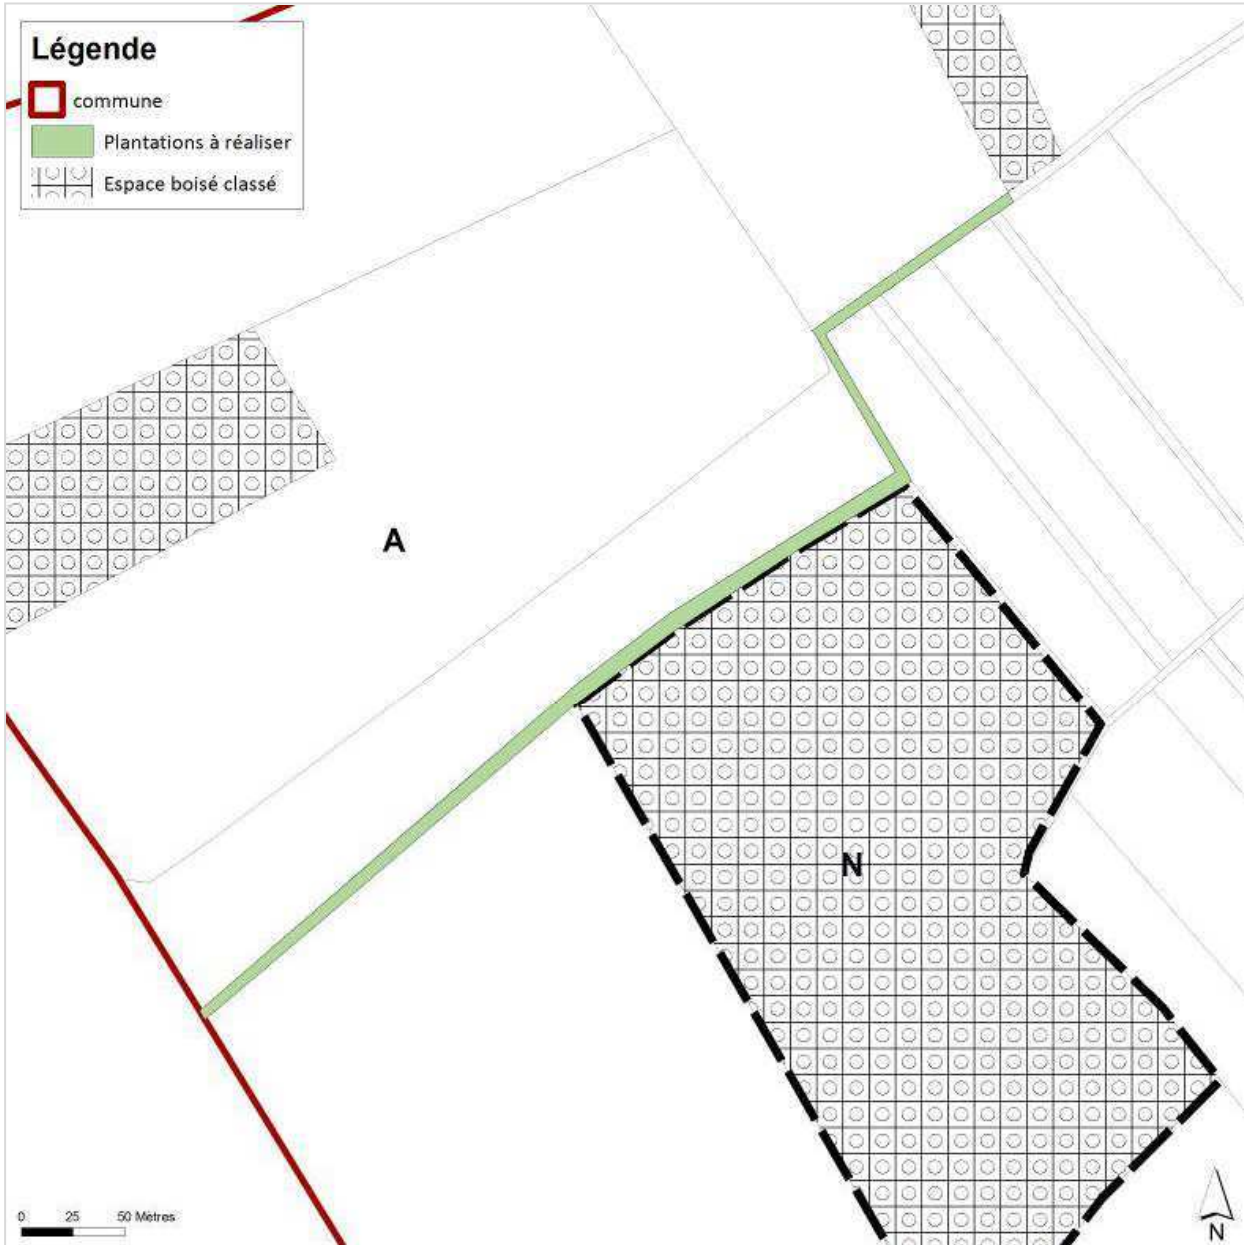 Légende
commune
Plantations à réaliser
Espace boisé classé
A
N
0 25 50 Mètres
N